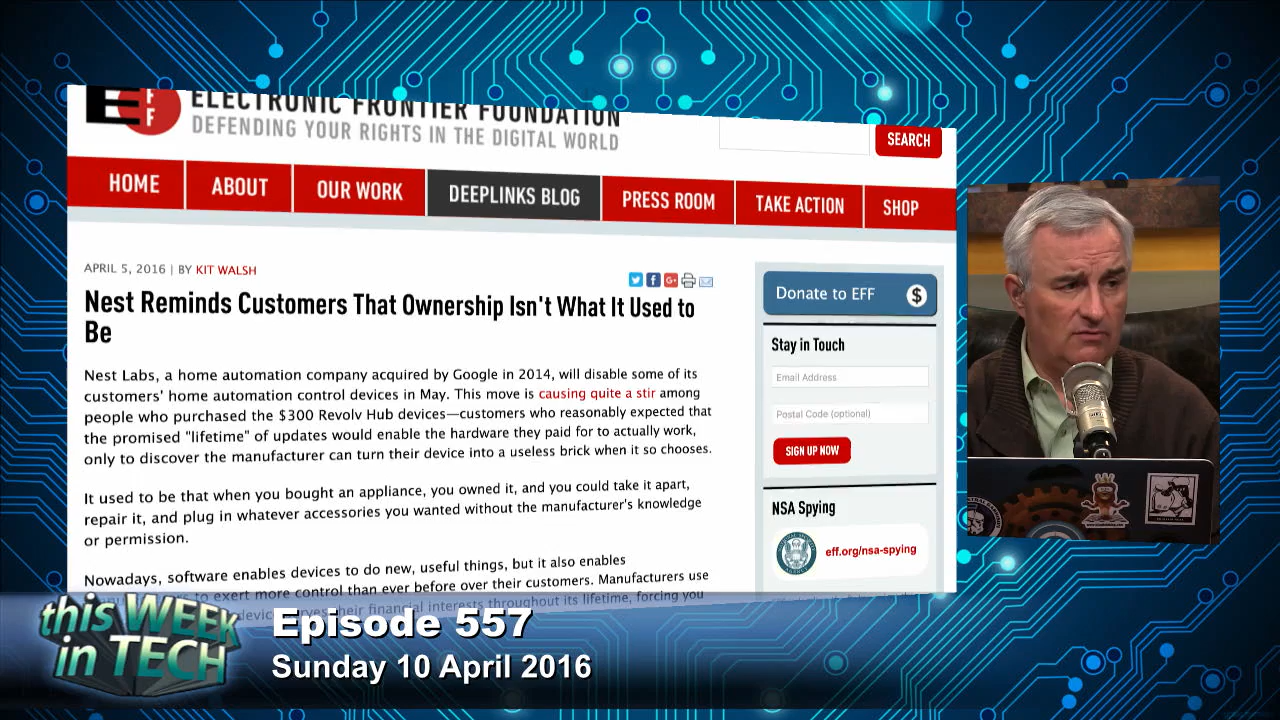 E
F
F
ELECTRONIC FRONTIER FOUNDATION
DEFENDING YOUR RIGHTS IN THE DIGITAL WORLD
SEARCH
HOME
ABOUT
OUR WORK
DEEPLINKS BLOG
PRESS ROOM
TAKE ACTION
SHOP
APRIL 5, 2016 | BY KIT WALSH
Nest Reminds Customers That Ownership Isn't What It Used to
Be
Nest Labs, a home automation company acquired by Google in 2014, will disable some of its
customers' home automation control devices in May. This move is causing quite a stir among
people who purchased the $300 Revolv Hub devices—customers who reasonably expected that
the promised "lifetime" of updates would enable the hardware they paid for to actually work,
only to discover the manufacturer can turn their device into a useless brick when it so chooses.
It used to be that when you bought an appliance, you owned it, and you could take it apart,
repair it, and plug in whatever accessories you wanted without the manufacturer's knowledge
or permission.
Nowadays, software enables devices to do new, useful things, but it also enables
to exert more control than ever before over their customers. Manufacturers use
their financial interests throughout its lifetime, forcing you
Donate to EFF $
Stay in Touch
Email Address
Postal Code (optional)
SIGN UP NOW
NSA Spying
eff.org/nsa-spying
this WEEK
in TECH
Episode 557
Sunday 10 April 2016